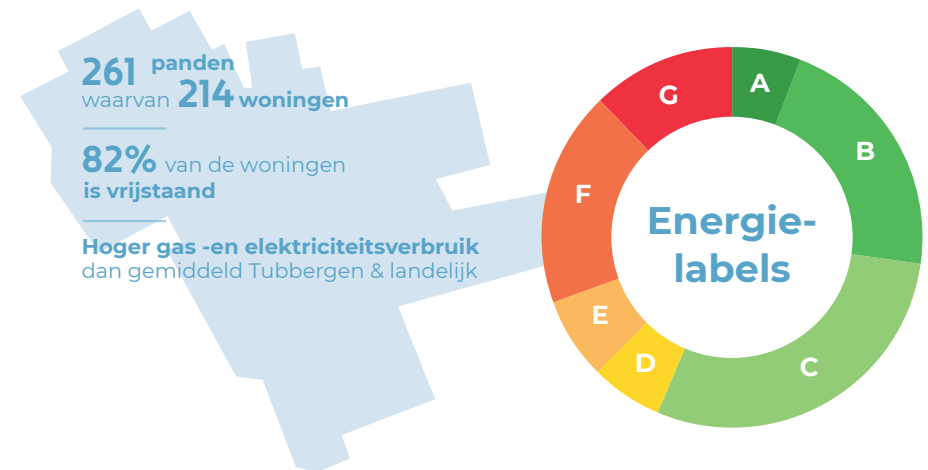 261 panden
waarvan 214 woningen
82% van de woningen
is vrijstaand
Hoger gas -en elektriciteitsverbruik
dan gemiddeld Tubbergen & landelijk
Energie-
labels
A
B
C
D
E
F
G